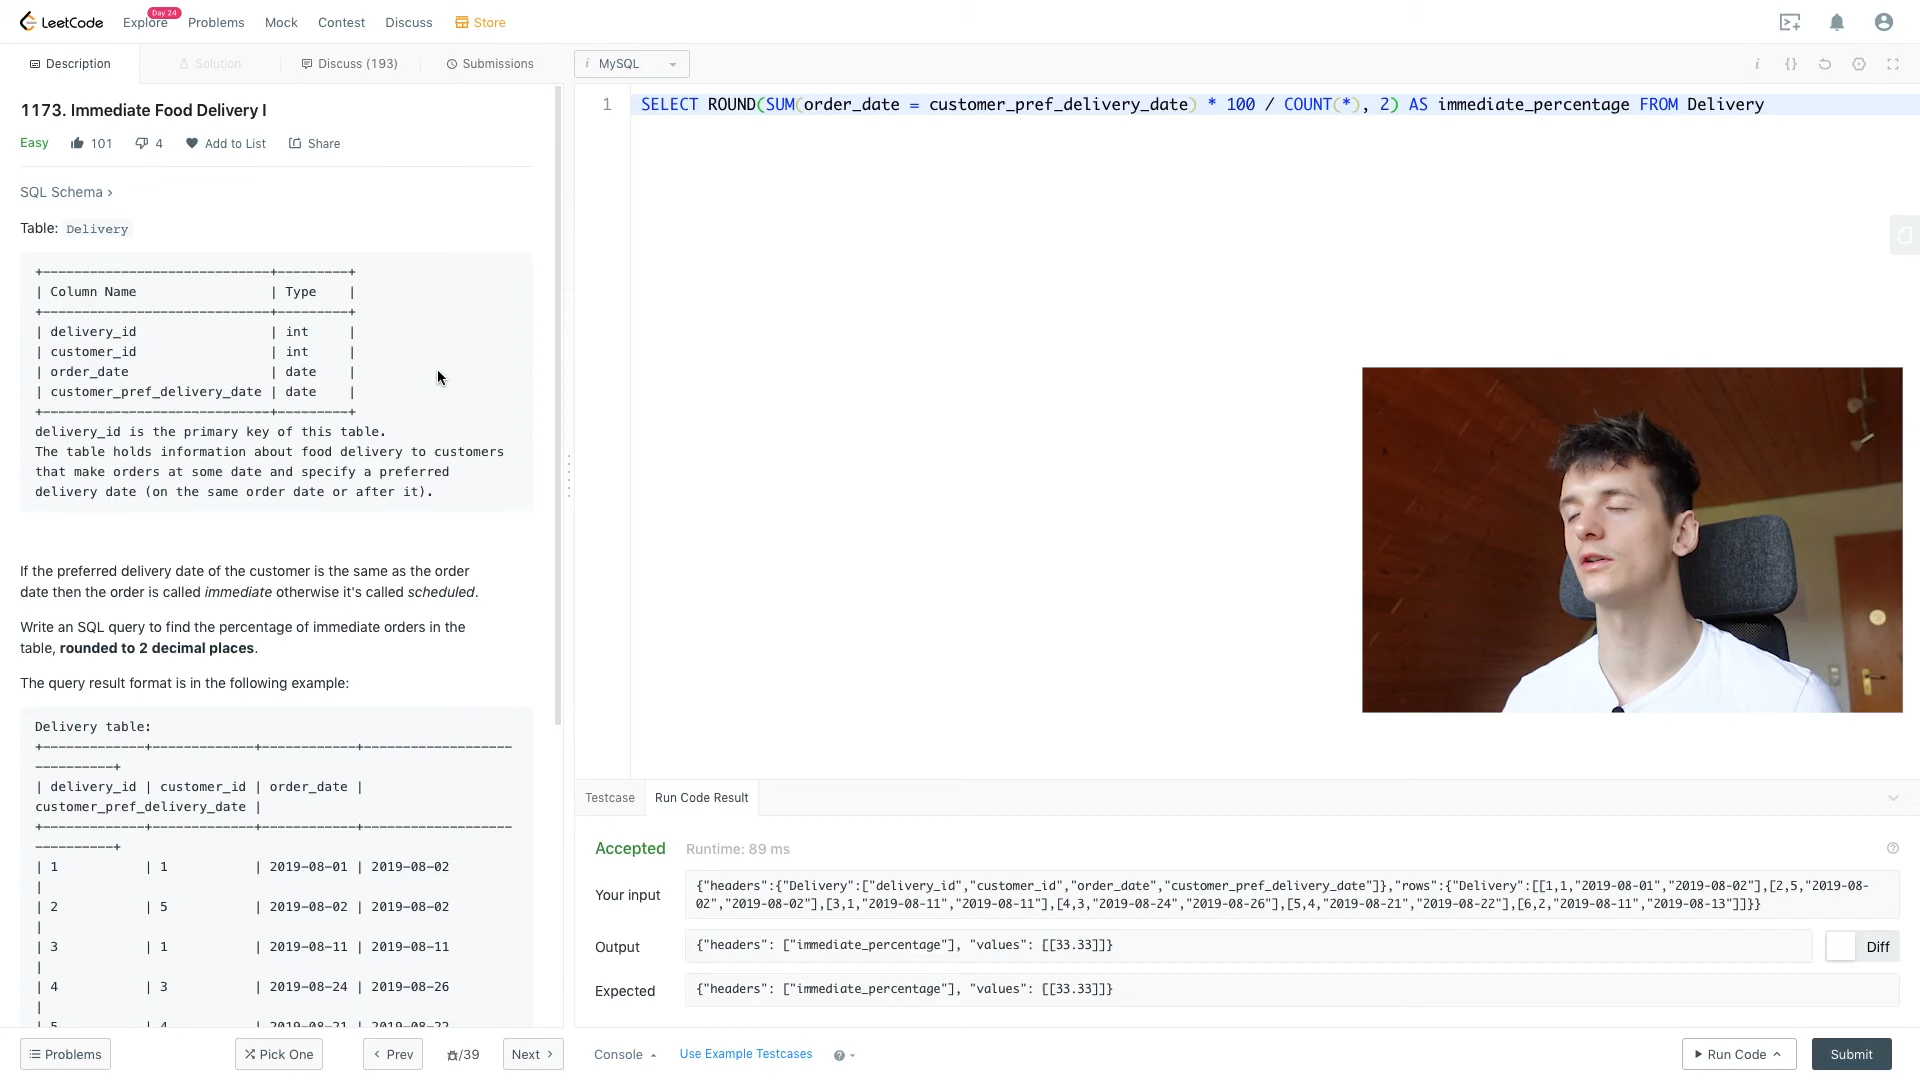 LeetCode
Explore
Day 24
Problems
Mock
Contest
Discuss
Store
Description
Solution
Discuss (193)
Submissions
i MySQL
1173. Immediate Food Delivery I
Easy
101
4
Add to List
Share
SQL Schema ›
Table: Delivery
+------------------------------+---------+
| Column Name | Type |
+------------------------------+---------+
| delivery_id | int |
| customer_id | int |
| order_date | date |
| customer_pref_delivery_date | date |
+------------------------------+---------+
delivery_id is the primary key of this table.
The table holds information about food delivery to customers
that make orders at some date and specify a preferred
delivery date (on the same order date or after it).
If the preferred delivery date of the customer is the same as the order
date then the order is called immediate otherwise it's called scheduled.
Write an SQL query to find the percentage of immediate orders in the
table, rounded to 2 decimal places.
The query result format is in the following example:
Delivery table:
+-------------+-------------+------------+-------------------
----------+
| delivery_id | customer_id | order_date |
customer_pref_delivery_date |
+-------------+-------------+------------+-------------------
----------+
| 1 | 1 | 2019-08-01 | 2019-08-02
|
| 2 | 5 | 2019-08-02 | 2019-08-02
|
| 3 | 1 | 2019-08-11 | 2019-08-11
|
| 4 | 3 | 2019-08-24 | 2019-08-26
|
| 5 | 4 | 2019-08-21 | 2019-08-22
1
SELECT ROUND(SUM(order_date = customer_pref_delivery_date) * 100 / COUNT(*), 2) AS immediate_percentage FROM Delivery
Testcase
Run Code Result
Accepted
Runtime: 89 ms
Your input
{"headers":{"Delivery":["delivery_id","customer_id","order_date","customer_pref_delivery_date"]},"rows":{"Delivery":[[1,1,"2019-08-01","2019-08-02"],[2,5,"2019-08-
02","2019-08-02"],[3,1,"2019-08-11","2019-08-11"],[4,3,"2019-08-24","2019-08-26"],[5,4,"2019-08-21","2019-08-22"],[6,2,"2019-08-11","2019-08-13"]]}}
Output
{"headers": ["immediate_percentage"], "values": [[33.33]]}
Diff
Expected
{"headers": ["immediate_percentage"], "values": [[33.33]]}
Problems
Pick One
Prev
/39
Next
Console
Use Example Testcases
Run Code
Submit